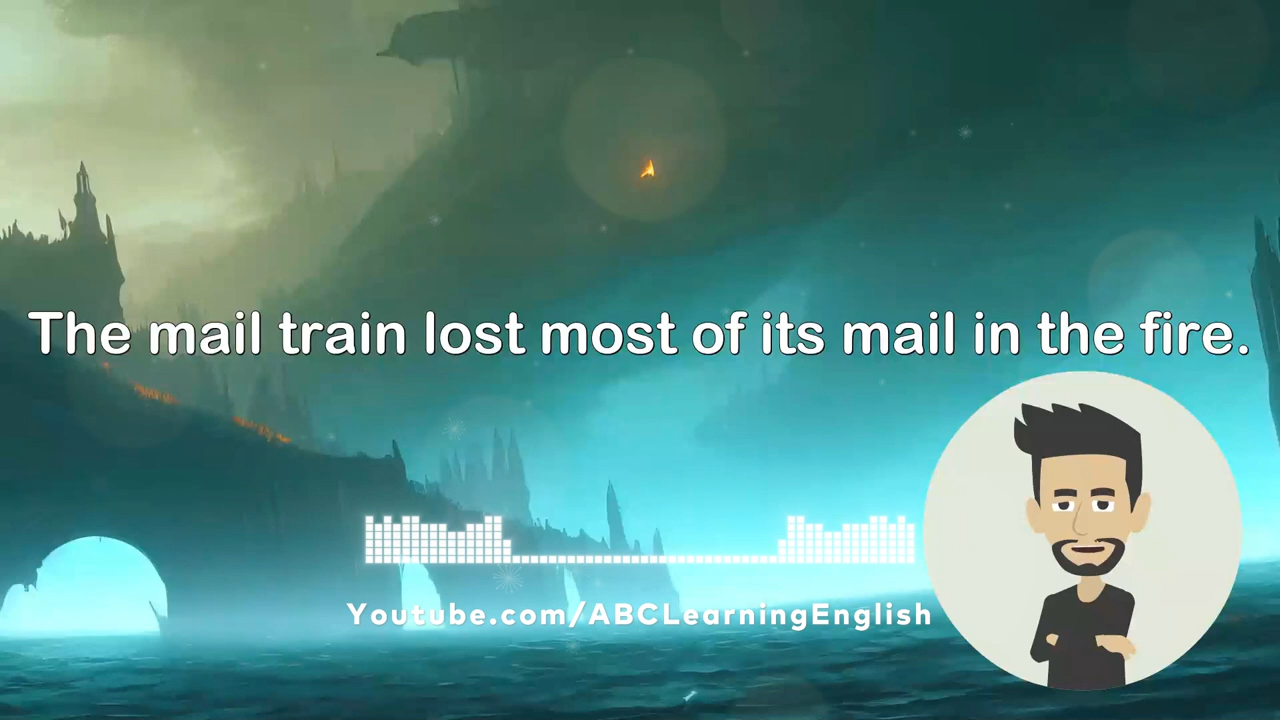 The mail train lost most of its mail in the fire.
Youtube.com/ABCLearningEnglish